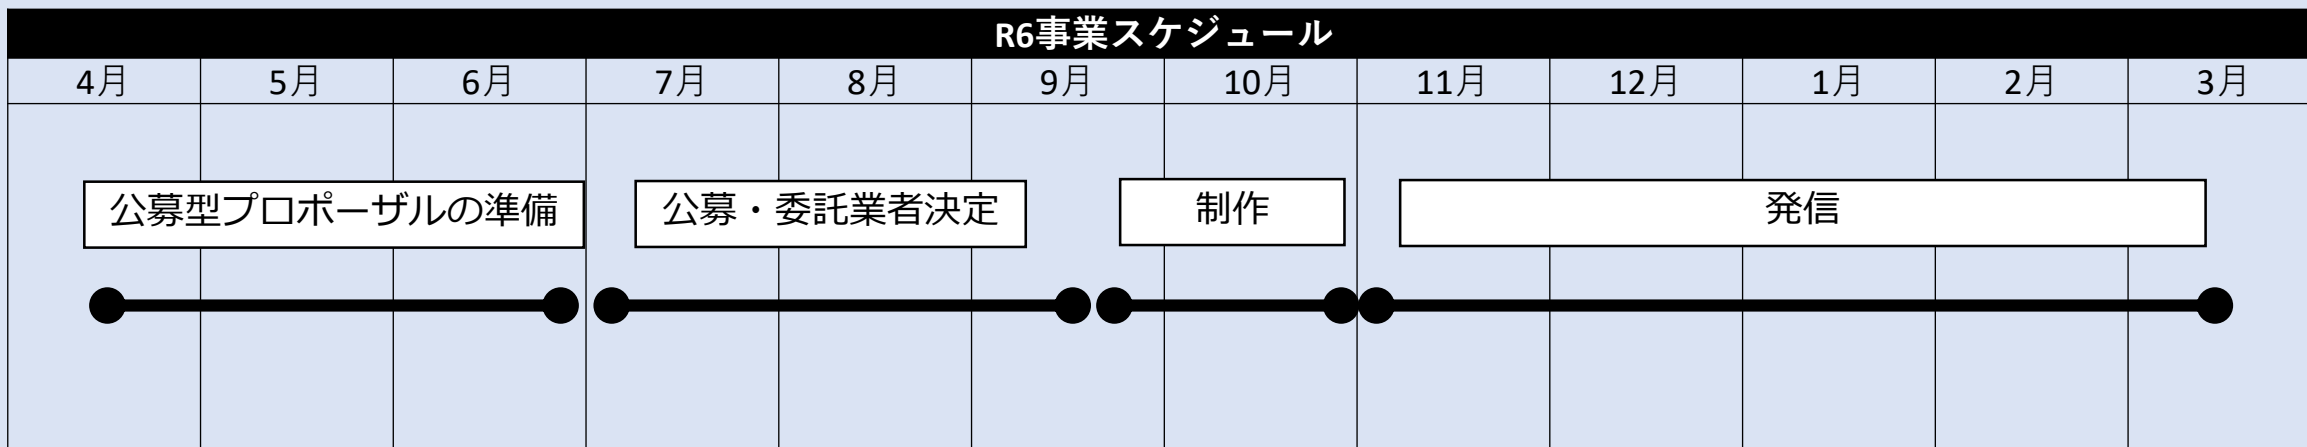 R6事業スケジュール
4月 5月 6月 7月 8月 9月 10月 11月 12月 1月 2月 3月
公募型プロポーザルの準備 公募・委託業者決定 制作 発信